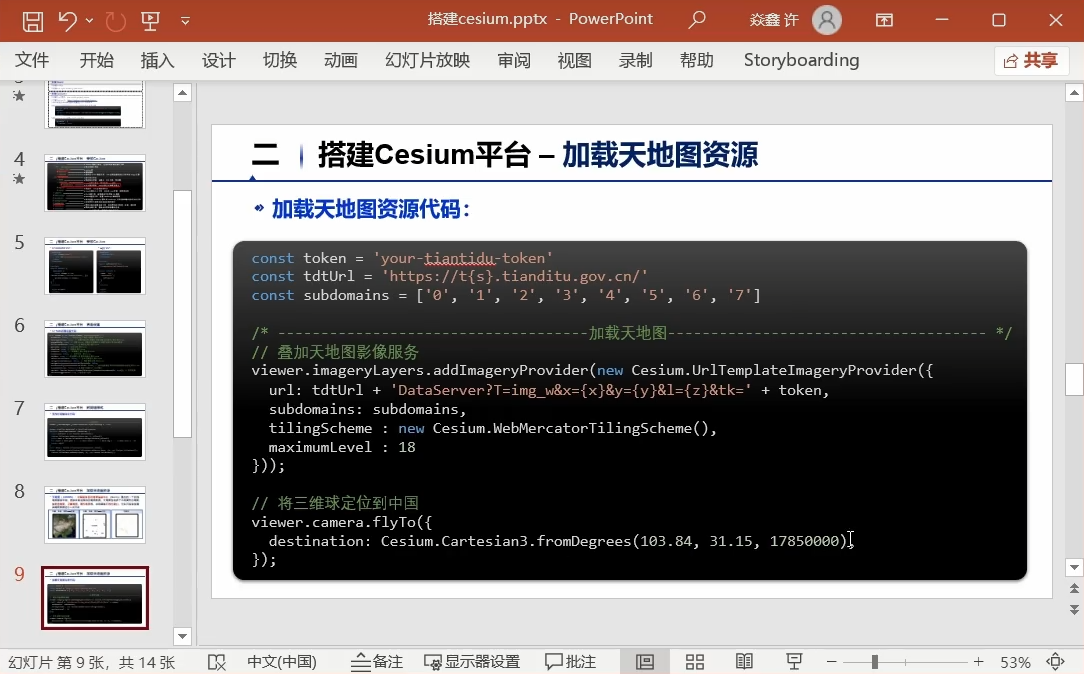 搭建cesium.pptx - PowerPoint
焱鑫 许
文件 开始 插入 设计 切换 动画 幻灯片放映 审阅 视图 录制 帮助 Storyboarding 共享
4
5
6
7
8
9
二 搭建Cesium平台 – 加载天地图资源
加载天地图资源代码：
const token = 'your-tiantidu-token'
const tdtUrl = 'https://t{s}.tianditu.gov.cn/'
const subdomains = ['0', '1', '2', '3', '4', '5', '6', '7']
/* ------------------------------------加载天地图------------------------------------- */
// 叠加天地图影像服务
viewer.imageryLayers.addImageryProvider(new Cesium.UrlTemplateImageryProvider({
url: tdtUrl + 'DataServer?T=img_w&x={x}&y={y}&l={z}&tk=' + token,
subdomains: subdomains,
tilingScheme : new Cesium.WebMercatorTilingScheme(),
maximumLevel : 18
}));
// 将三维球定位到中国
viewer.camera.flyTo({
destination: Cesium.Cartesian3.fromDegrees(103.84, 31.15, 17850000),
});
幻灯片 第 9 张，共 14 张 中文(中国) 备注 显示器设置 批注 53%